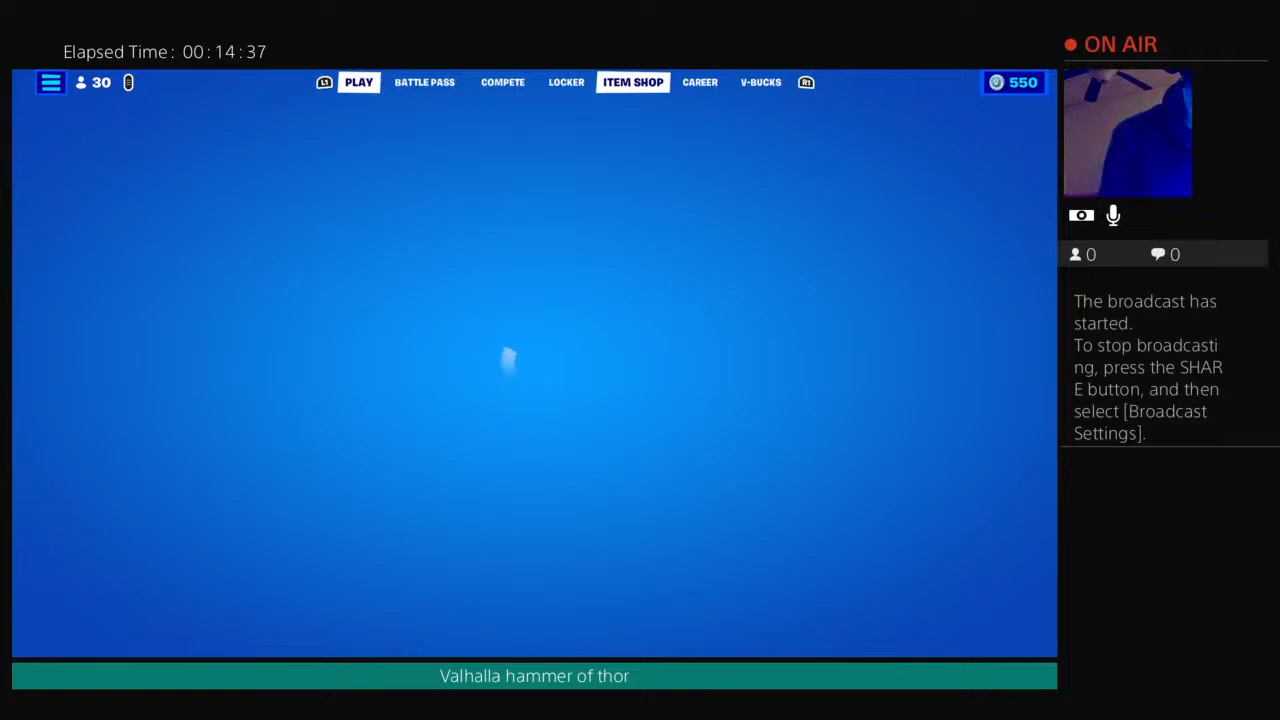 Elapsed Time: 00:14:37
ON AIR
30
L1 PLAY BATTLE PASS COMPETE LOCKER ITEM SHOP CAREER V-BUCKS R1
550
0 0
The broadcast has
started.
To stop broadcasti
ng, press the SHAR
E button, and then
select [Broadcast
Settings].
Valhalla hammer of thor